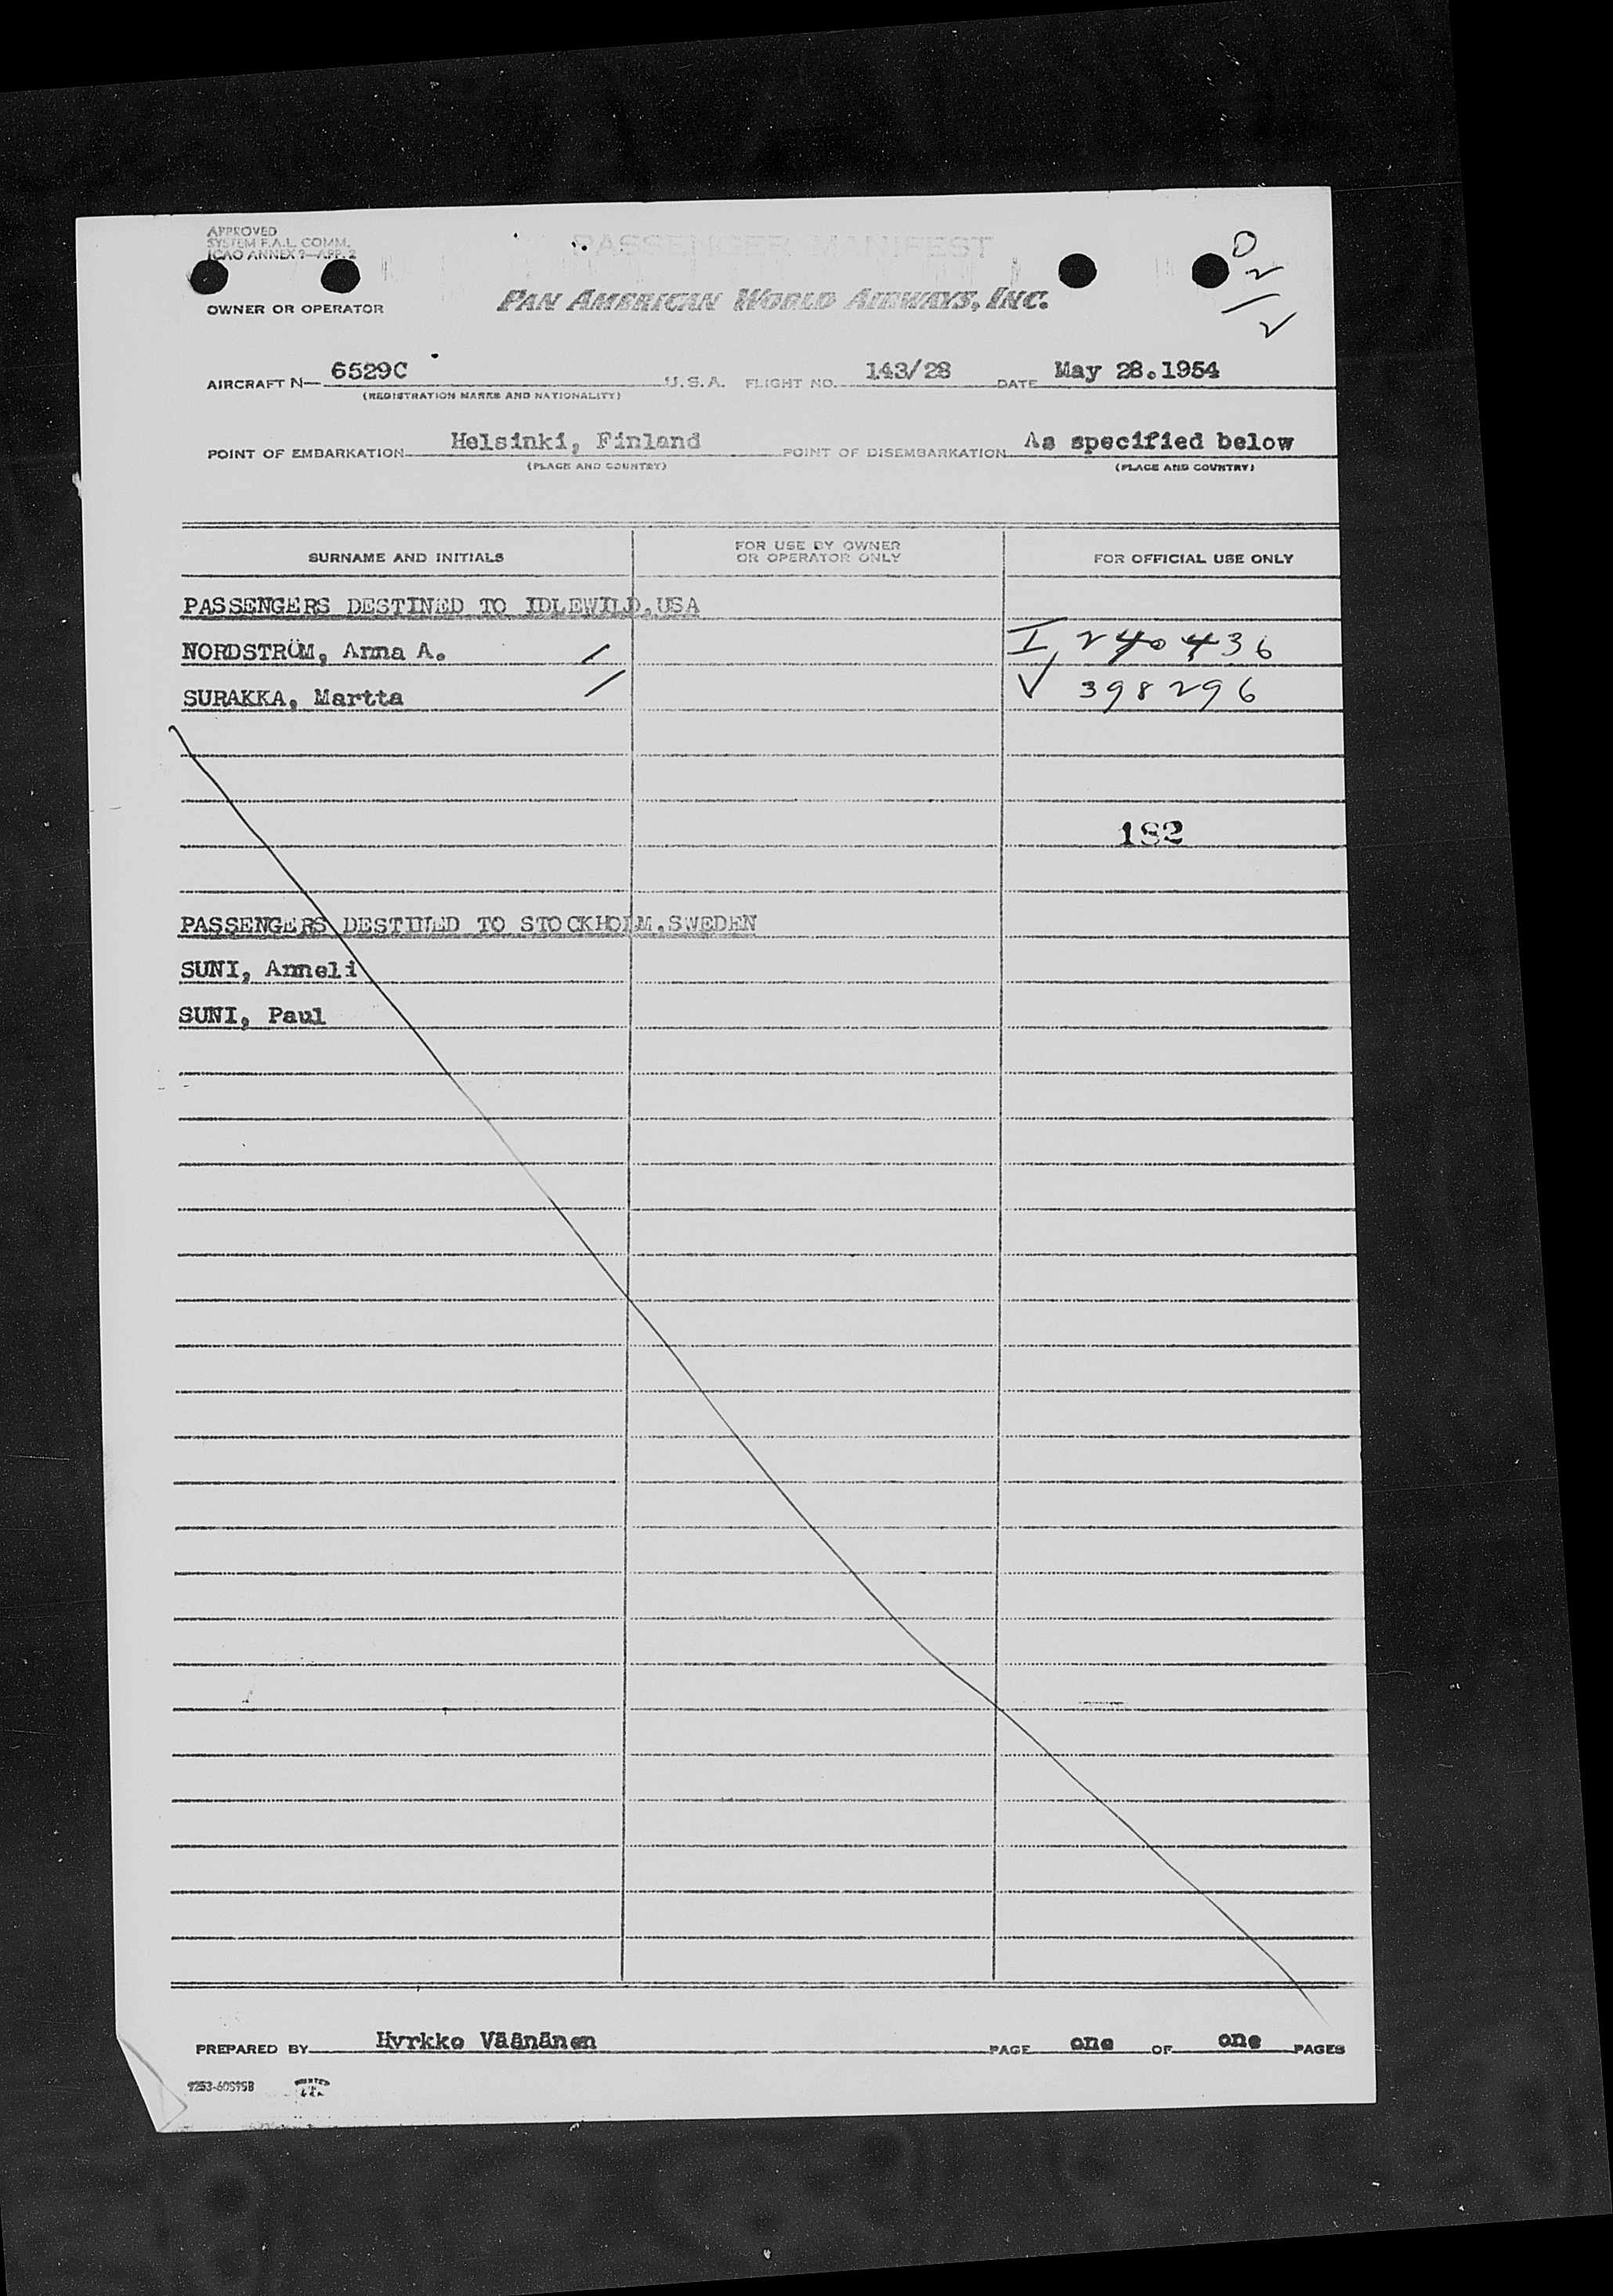 APPROVED
SYSTEM F.A.L. COMM.
ICAO ANNEX 9—APP. 2
PASSENGER MANIFEST
OWNER OR OPERATOR PAN AMERICAN WORLD AIRWAYS, INC.
AIRCRAFT N— 6529C U.S.A. FLIGHT NO. 143/28 DATE May 28.1954
(REGISTRATION MARKS AND NATIONALITY)
POINT OF EMBARKATION Helsinki, Finland POINT OF DISEMBARKATION As specified below
(PLACE AND COUNTRY) (PLACE AND COUNTRY)
SURNAME AND INITIALS FOR USE BY OWNER OR OPERATOR ONLY FOR OFFICIAL USE ONLY
PASSENGERS DESTINED TO IDLEWILD,USA
NORDSTRÜM, Anna A. / I 240436
SURAKKA, Martta / V 398296
182
PASSENGERS DESTINED TO STOCKHOLM,SWEDEN
SUNI, Anneli
SUNI, Paul
PREPARED BY Hyrkko Väänänen PAGE one OF one PAGES